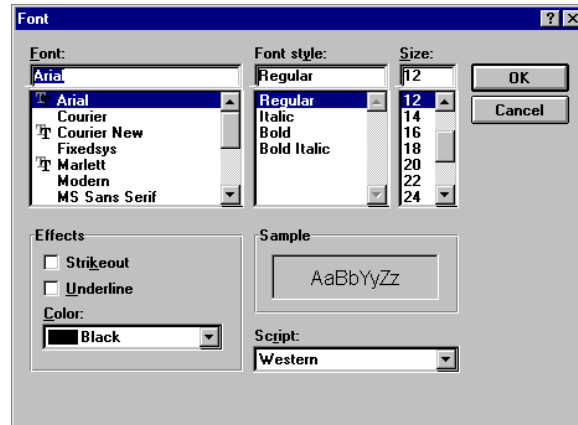 Font
Font: Font style: Size:
Arial Regular 12 OK
Arial Regular 12 Cancel
Courier Italic 14
Courier New Bold 16
Fixedsys Bold Italic 18
Marlett 20
Modern 22
MS Sans Serif 24
Effects Sample
Strikeout
Underline AaBbYyZz
Color:
Black Script:
Western